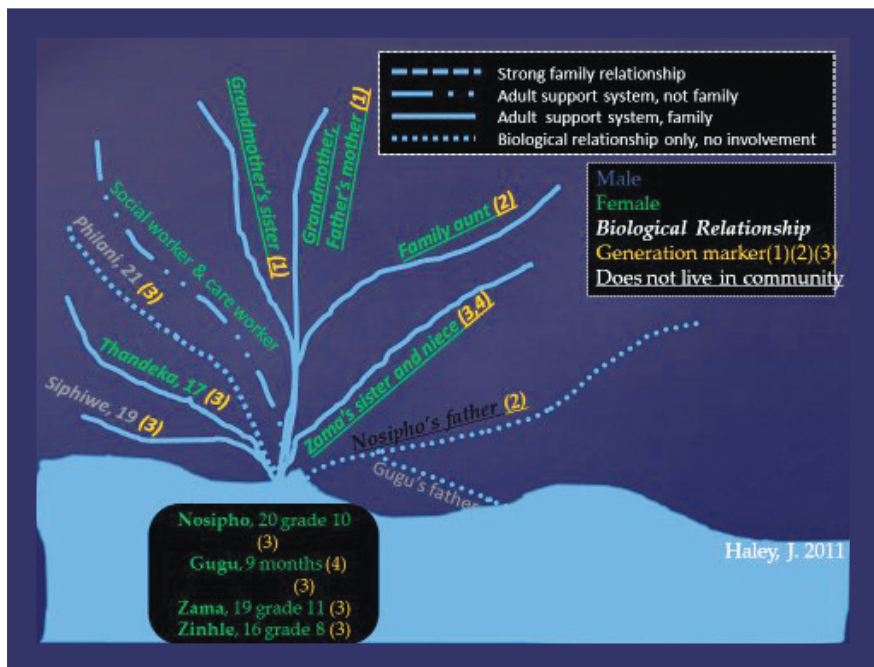 Strong family relationship
Adult support system, not family
Adult support system, family
Biological relationship only, no involvement
Male
Female
Biological Relationship
Generation marker(1)(2)(3)
Does not live in community
Grandmother's sister (1)
Grandmother,
Father's mother (1)
Social worker & care worker
Philani, 21 (3)
Family aunt (2)
Thandeka, 17 (3)
Siphiwe, 19 (3)
Zama's sister and niece (3,4)
Nosipho's father (2)
Gugu's father
Nosipho, 20 grade 10
(3)
Gugu, 9 months (4)
(3)
Zama, 19 grade 11 (3)
Zinhle, 16 grade 8 (3)
Haley, J. 2011